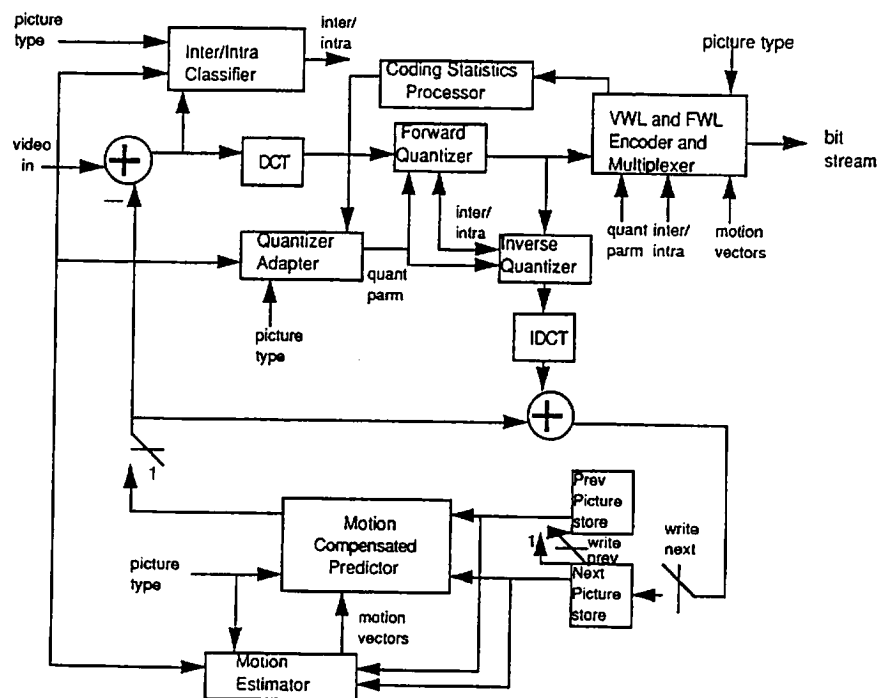 picture
type
Inter/Intra
Classifier
inter/
intra
Coding Statistics
Processor
picture type
VWL and FWL
Encoder and
Multiplexer
bit
stream
video
in
+
−
DCT
Forward
Quantizer
inter/
intra
quant
parm
inter/
intra
motion
vectors
Quantizer
Adapter
quant
parm
Inverse
Quantizer
picture
type
IDCT
+
1
Motion
Compensated
Predictor
Prev
Picture
store
1
write
prev
write
next
Next
Picture
store
picture
type
motion
vectors
Motion
Estimator